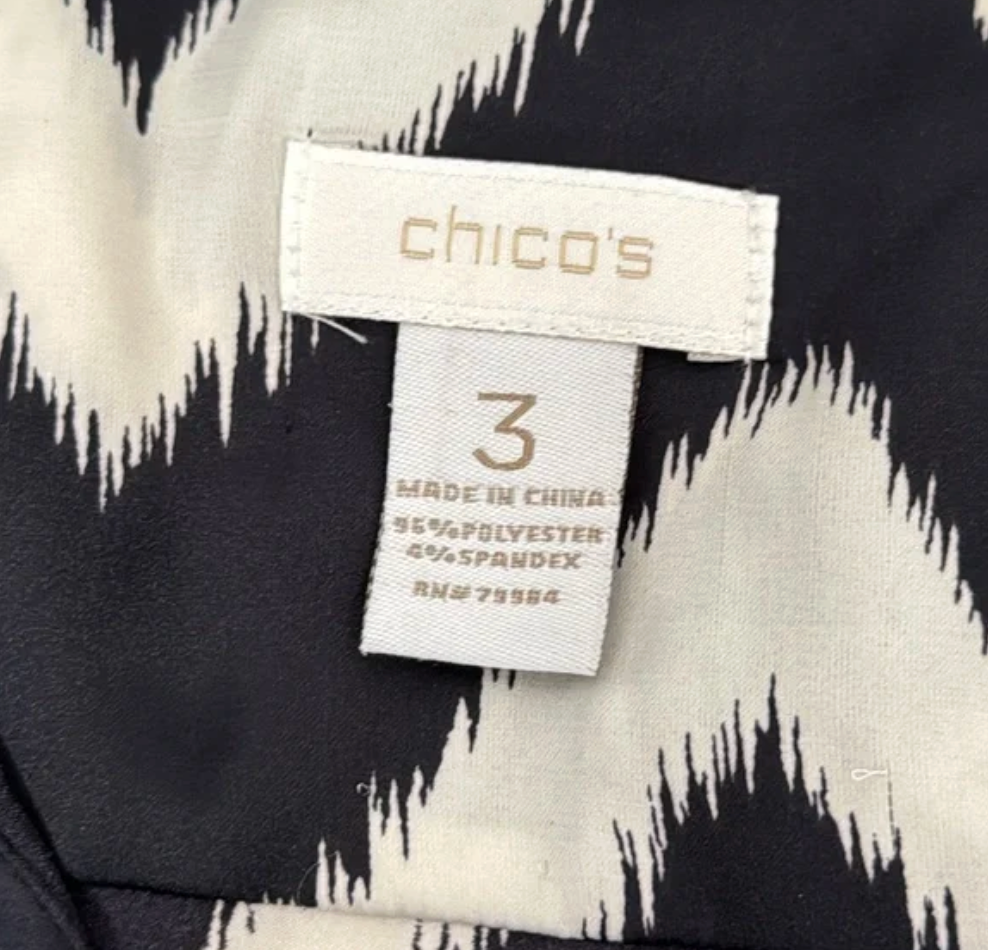 chico's
3
MADE IN CHINA
96%POLYESTER
4%SPANDEX
RN#79984